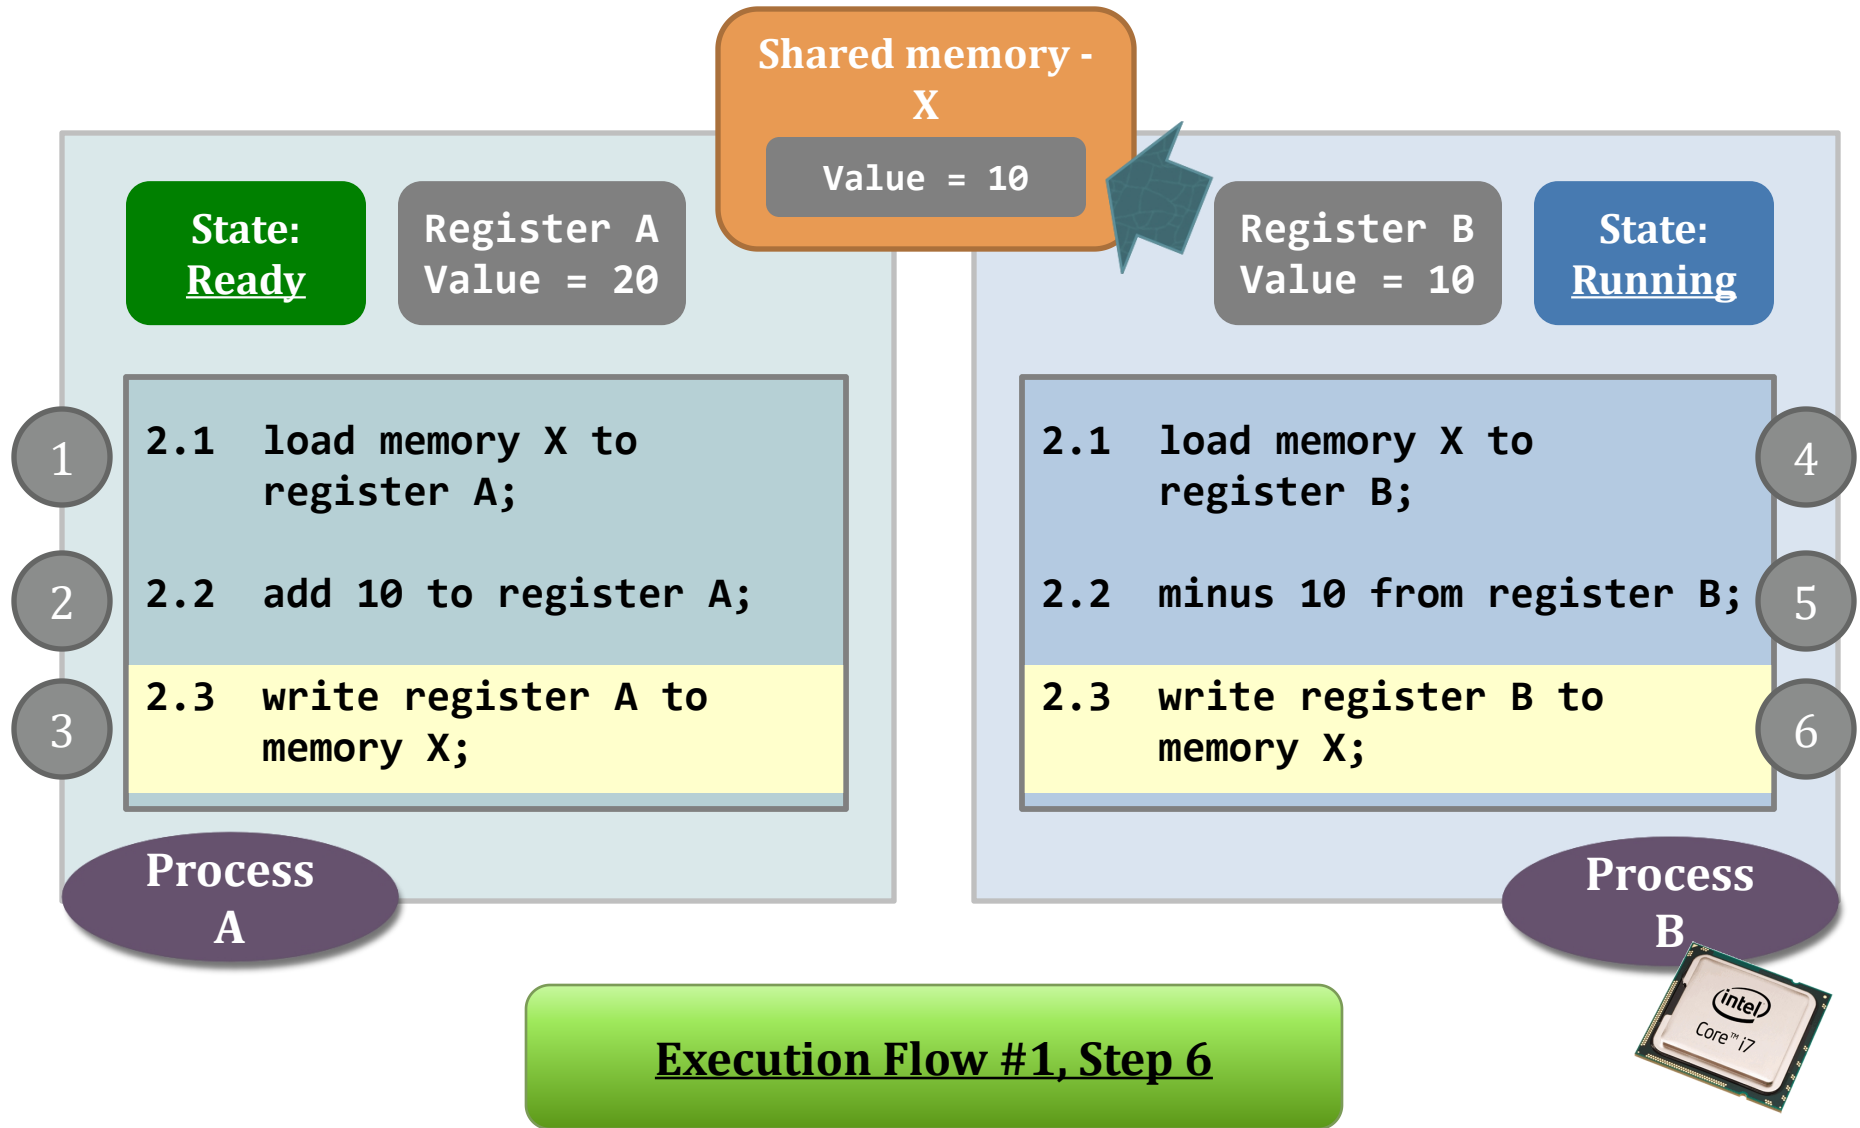 Shared memory -
X
Value = 10
State:
Ready
Register A
Value = 20
Register B
Value = 10
State:
Running
1
2.1 load memory X to
register A;
2
2.2 add 10 to register A;
3
2.3 write register A to
memory X;
2.1 load memory X to
register B;
4
2.2 minus 10 from register B;
5
2.3 write register B to
memory X;
6
Process
A
Process
B
intel
Core™ i7
Execution Flow #1, Step 6